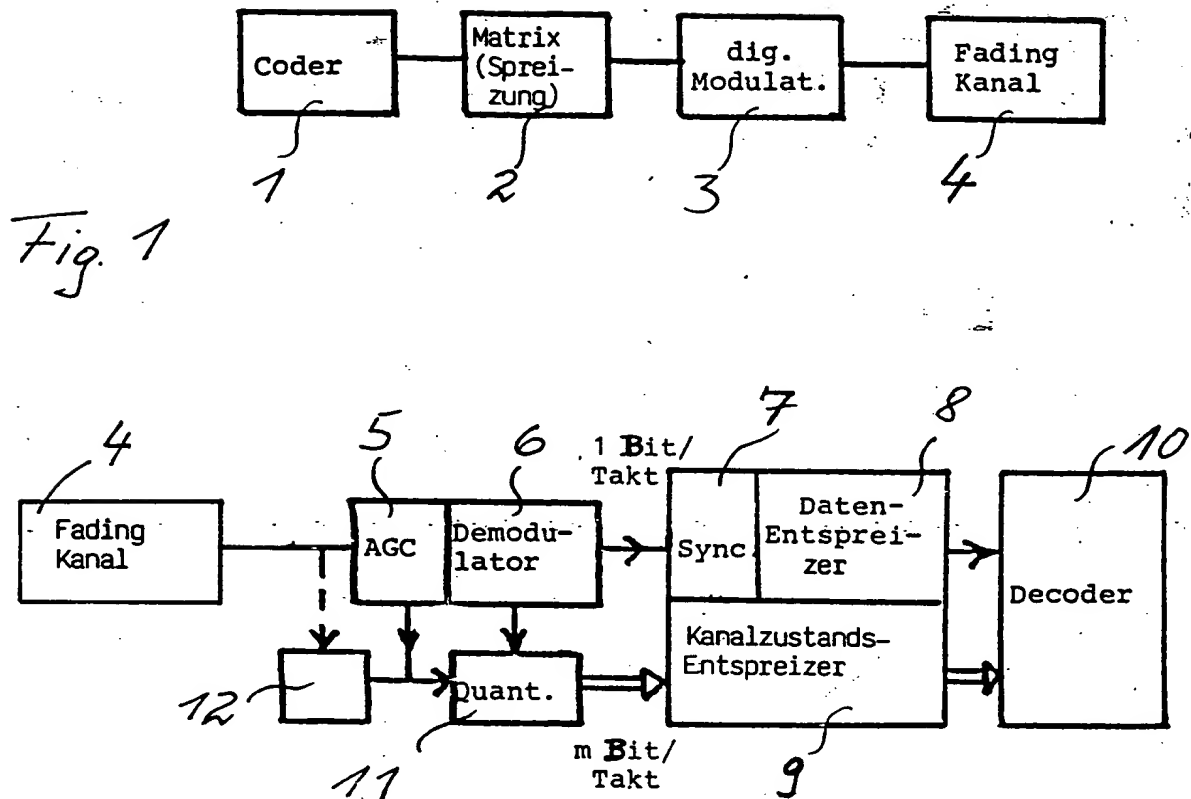 Coder
Matrix
(Sprei-
zung)
dig.
Modulat.
Fading
Kanal
1
2
3
4
Fig. 1
4
5
6
1 Bit/
Takt
7
8
10
Fading
Kanal
AGC
Demodu-
lator
Sync.
Daten-
Entsprei-
zer
Decoder
Kanalzustands-
Entspreizer
12
Quant.
11
m Bit/
Takt
9